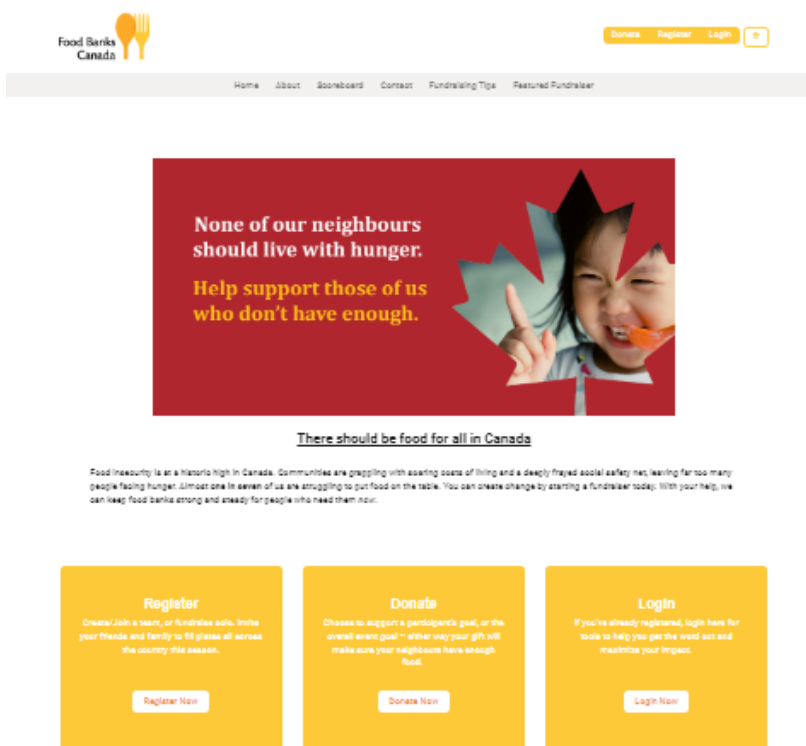 Food Banks
Canada
Donate Register Login fr
Home About Scoreboard Contact Fundraising Tips Featured Fundraiser
None of our neighbours
should live with hunger.
Help support those of us
who don't have enough.
There should be food for all in Canada
Food insecurity is at a historic high in Canada. Communities are grappling with soaring costs of living and a deeply frayed social safety net, leaving far too many
people facing hunger. Almost one in seven of us are struggling to put food on the table. You can create change by starting a fundraiser today. With your help, we
can keep food banks strong and steady for people who need them now.
Register
Create/Join a team, or fundraise solo. Invite
your friends and family to fill plates all across
the country this season.
Register Now
Donate
Choose to support a participant's goal, or the
overall event goal – either way your gift will
make sure your neighbours have enough
food.
Donate Now
Login
If you've already registered, login here for
tools to help you get the word out and
maximize your impact.
Login Now